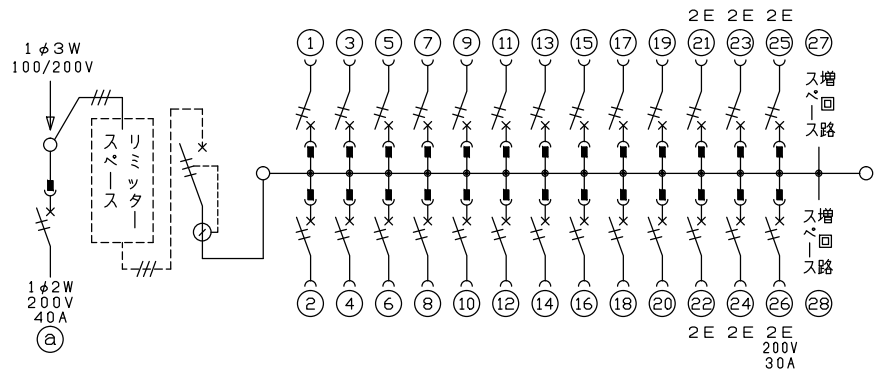 1φ3W
100/200V
リミッター
スペース
1φ2W
200V
40A
a
2E 2E 2E
1 3 5 7 9 11 13 15 17 19 21 23 25 27
増回路
スペース
増回路
スペース
2 4 6 8 10 12 14 16 18 20 22 24 26 28
2E 2E 2E
200V
30A